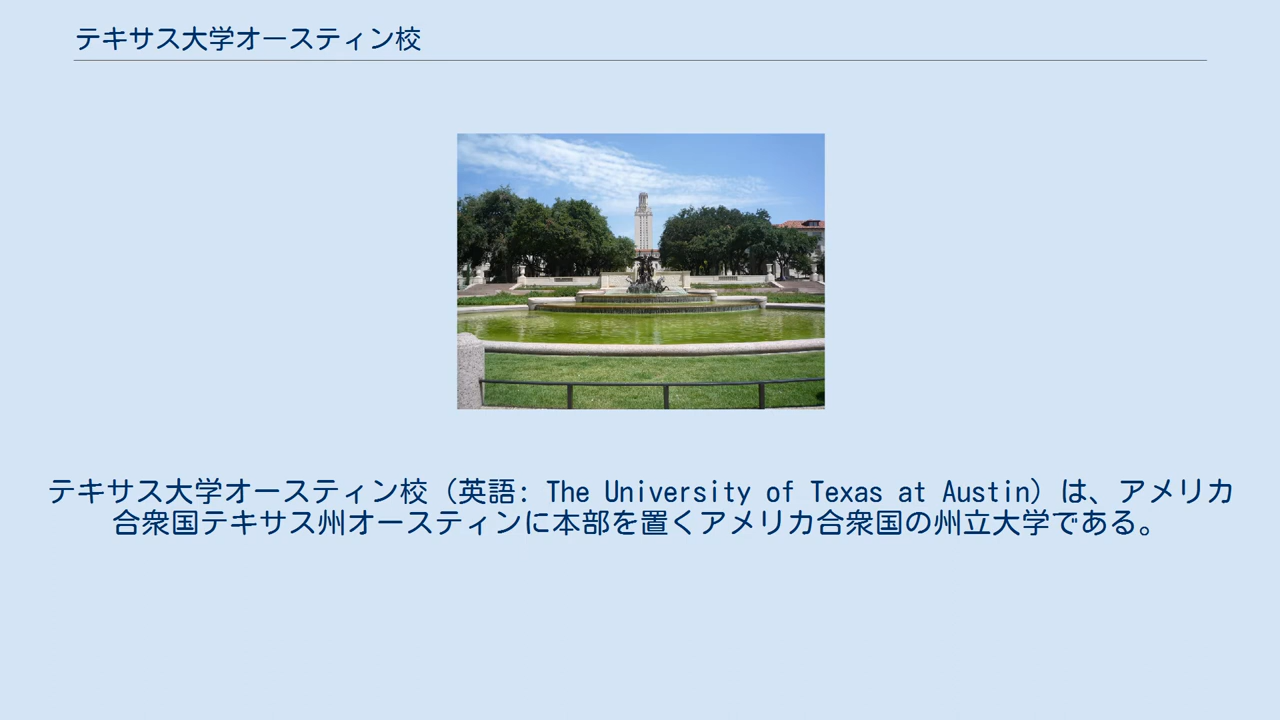 テキサス大学オースティン校
テキサス大学オースティン校（英語: The University of Texas at Austin）は、アメリカ
合衆国テキサス州オースティンに本部を置くアメリカ合衆国の州立大学である。